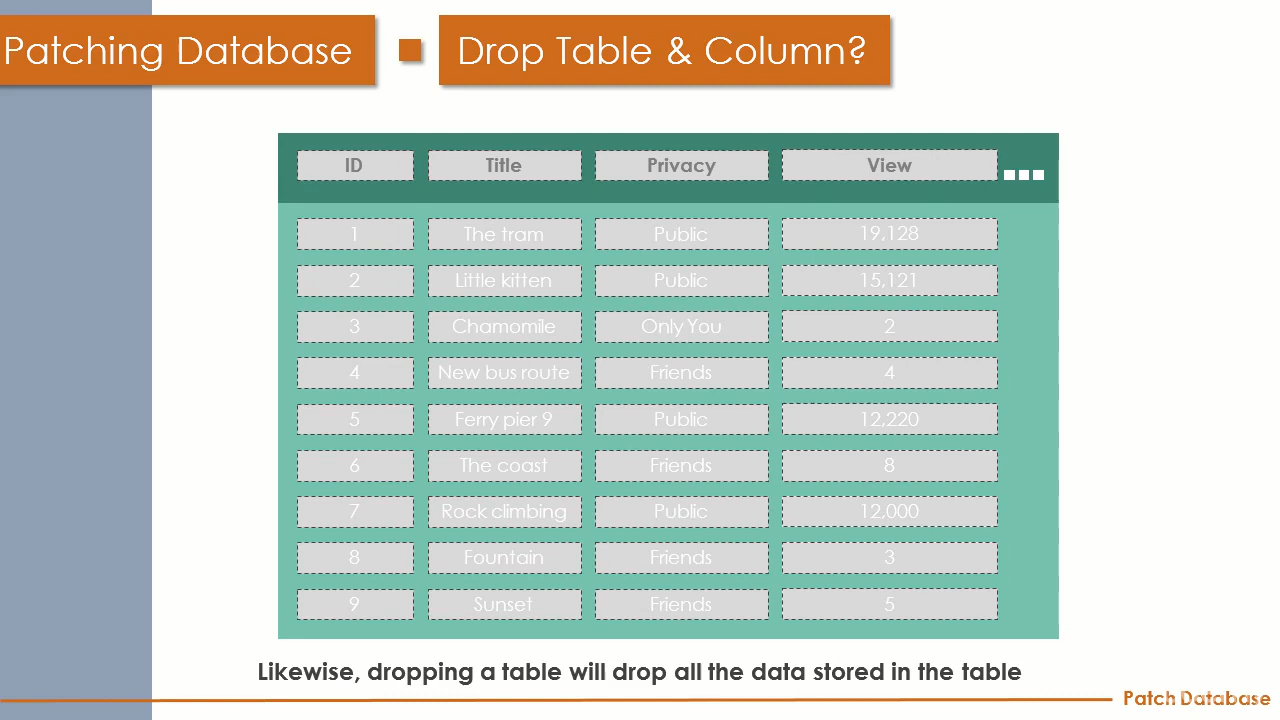 Patching Database Drop Table & Column?
ID Title Privacy View
1 The tram Public 19,128
2 Little kitten Public 15,121
3 Chamomile Only You 2
4 New bus route Friends 4
5 Ferry pier 9 Public 12,220
6 The coast Friends 8
7 Rock climbing Public 12,000
8 Fountain Friends 3
9 Sunset Friends 5
Likewise, dropping a table will drop all the data stored in the table
Patch Database